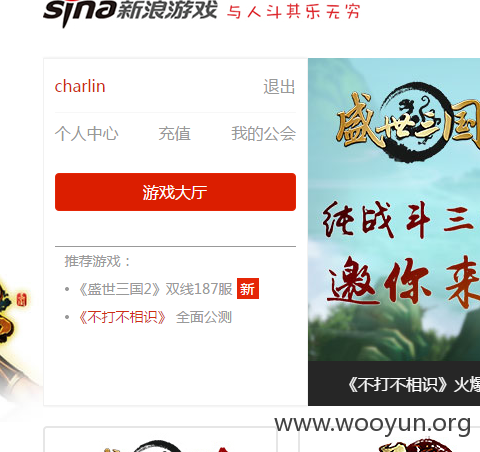 sina新浪游戏 与人斗其乐无穷
charlin 退出
个人中心 充值 我的公会
游戏大厅
推荐游戏：
•《盛世三国2》双线187服 新
•《不打不相识》 全面公测
盛世三国
纯战斗三
邀你来
《不打不相识》火爆
www.wooyun.org